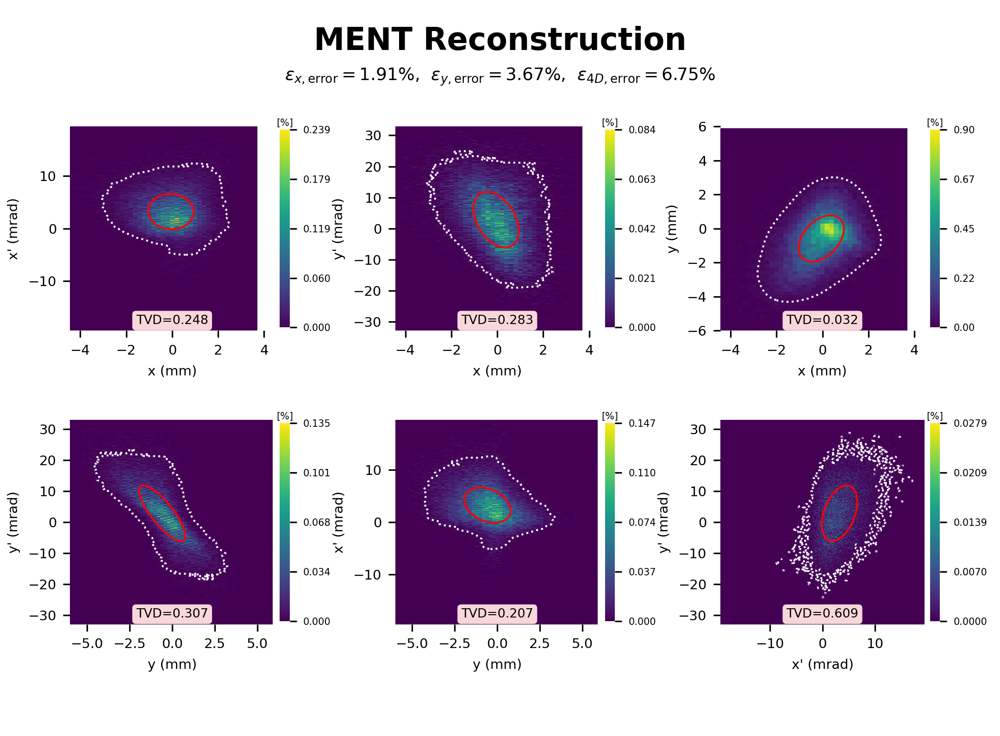 MENT Reconstruction
εx,error = 1.91%, εy,error = 3.67%, ε4D,error = 6.75%
[%]
0.239
0.179
0.119
0.060
0.000
10
0
−10
x' (mrad)
TVD=0.248
−4 −2 0 2 4
x (mm)
[%]
0.084
0.063
0.042
0.021
0.000
30
20
10
0
−10
−20
−30
y' (mrad)
TVD=0.283
−4 −2 0 2 4
x (mm)
[%]
0.90
0.67
0.45
0.22
0.00
6
4
2
0
−2
−4
−6
y (mm)
TVD=0.032
−4 −2 0 2 4
x (mm)
[%]
0.135
0.101
0.068
0.034
0.000
30
20
10
0
−10
−20
−30
y' (mrad)
TVD=0.307
−5.0 −2.5 0.0 2.5 5.0
y (mm)
[%]
0.147
0.110
0.074
0.037
0.000
10
0
−10
x' (mrad)
TVD=0.207
−5.0 −2.5 0.0 2.5 5.0
y (mm)
[%]
0.0279
0.0209
0.0139
0.0070
0.0000
30
20
10
0
−10
−20
−30
y' (mrad)
TVD=0.609
−10 0 10
x' (mrad)